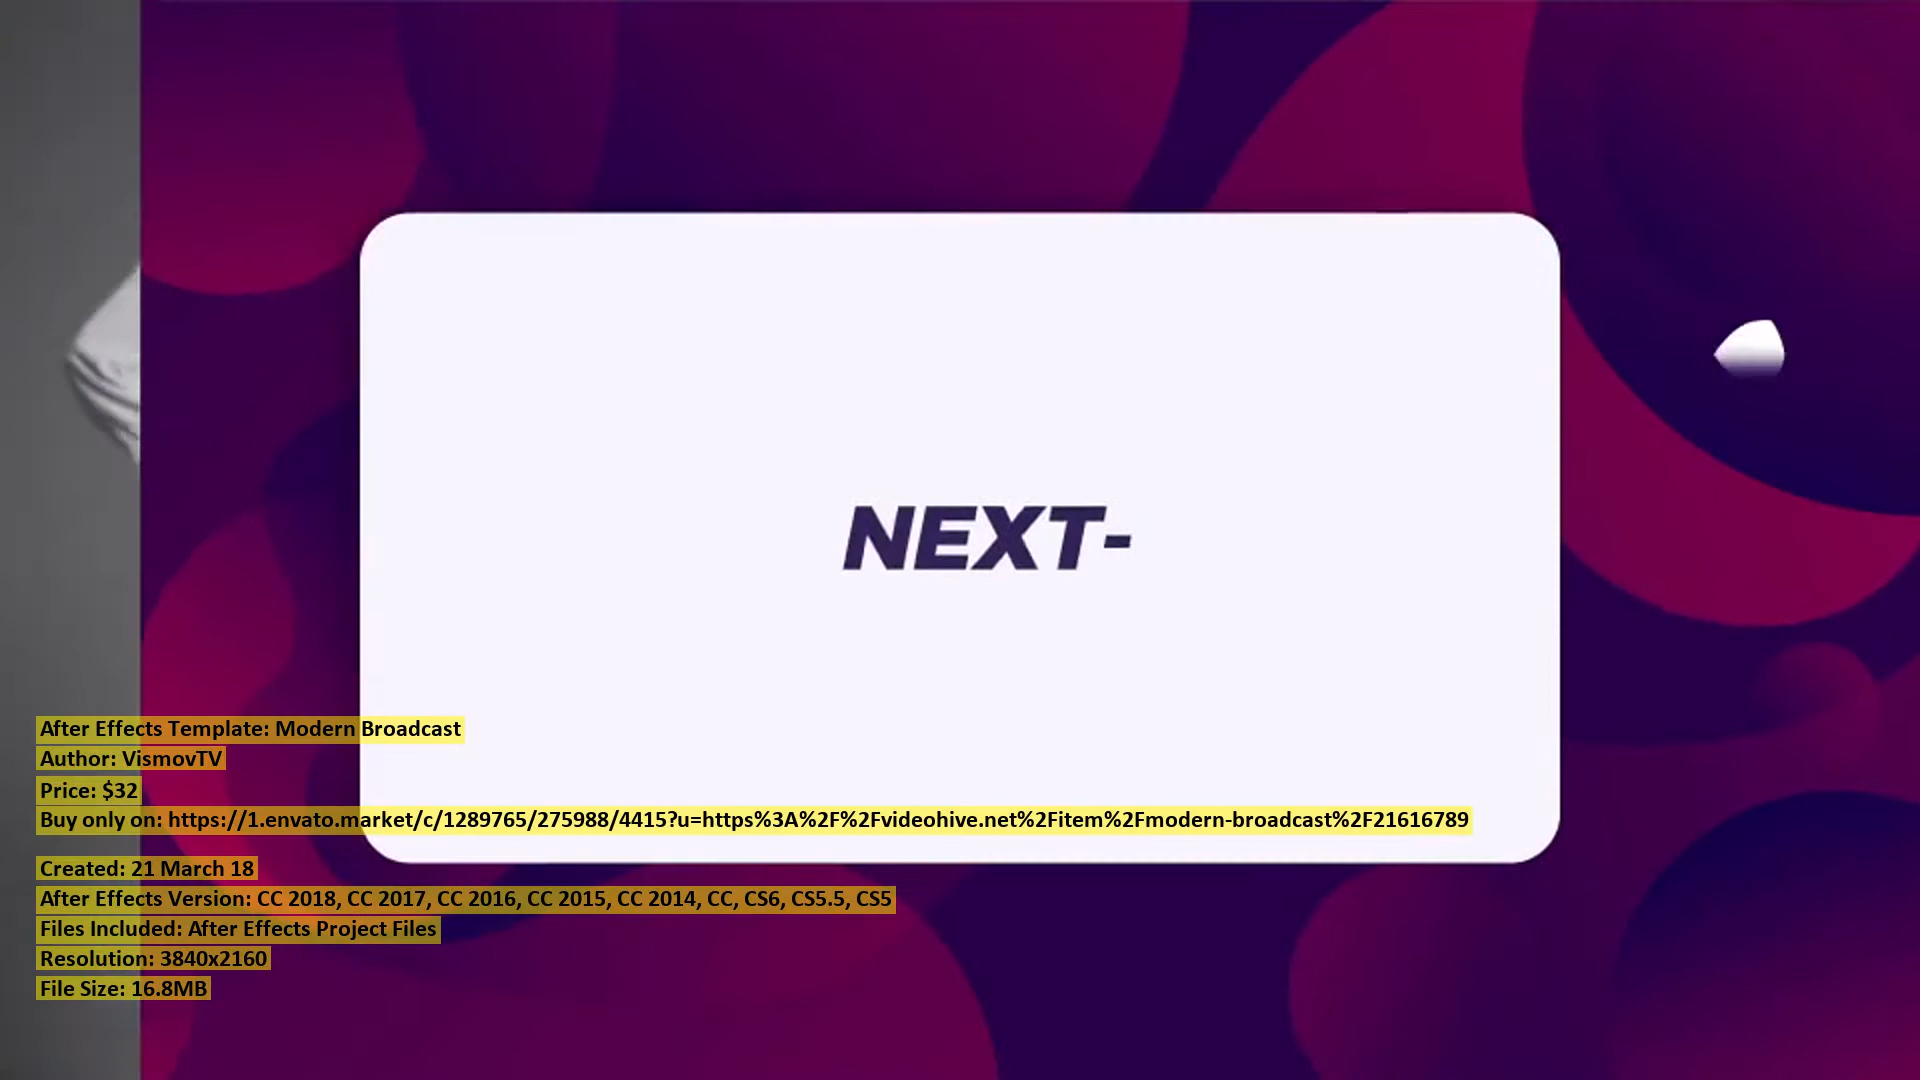 NEXT-
After Effects Template: Modern Broadcast
Author: VismovTV
Price: $32
Buy only on: https://1.envato.market/c/1289765/275988/4415?u=https%3A%2F%2Fvideohive.net%2Fitem%2Fmodern-broadcast%2F21616789
Created: 21 March 18
After Effects Version: CC 2018, CC 2017, CC 2016, CC 2015, CC 2014, CC, CS6, CS5.5, CS5
Files Included: After Effects Project Files
Resolution: 3840x2160
File Size: 16.8MB